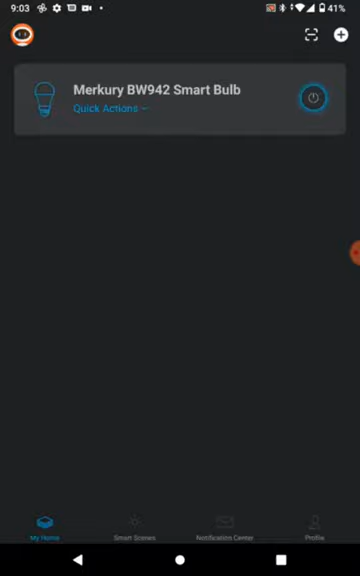 9:03
41%
Merkury BW942 Smart Bulb
Quick Actions
My Home
Smart Scenes
Notification Center
Profile